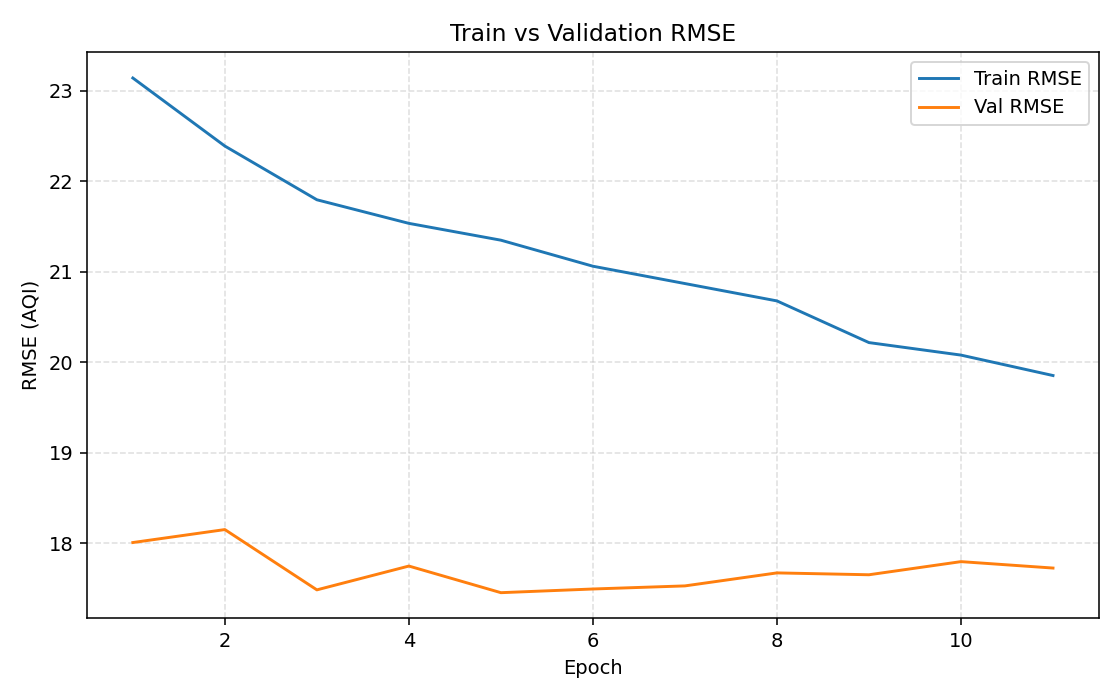 Train vs Validation RMSE
Train RMSE
Val RMSE
23
22
21
20
19
18
RMSE (AQI)
2 4 6 8 10
Epoch